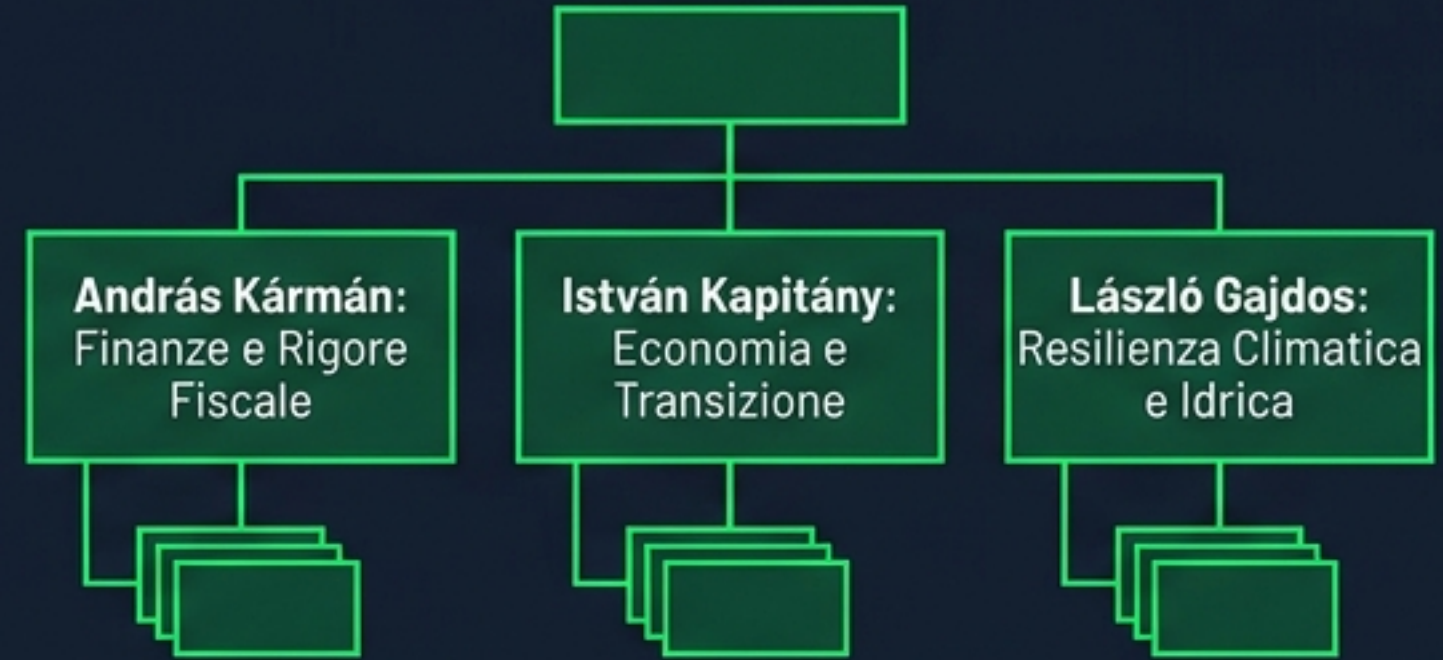 András Kármán:
Finanze e Rigore
Fiscale
István Kapitány:
Economia e
Transizione
László Gajdos:
Resilienza Climatica
e Idrica